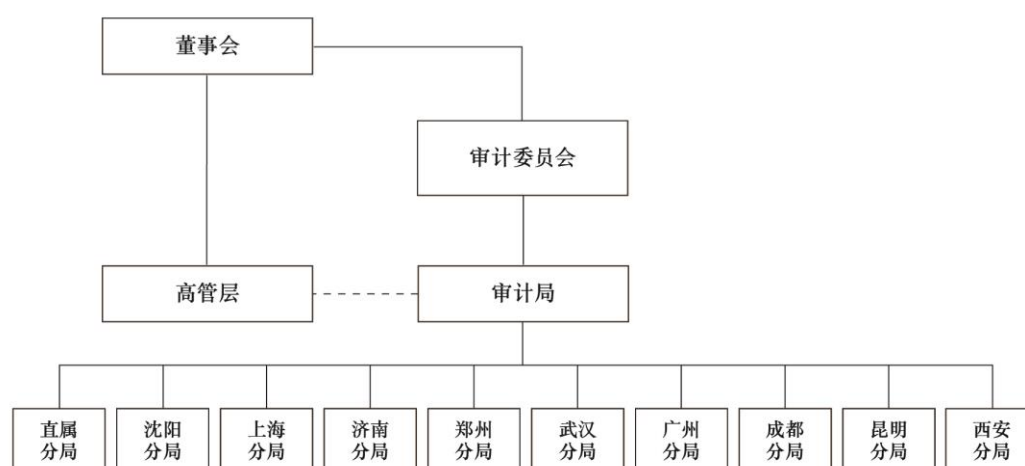 董事会
审计委员会
高管层
审计局
直属
分局
沈阳
分局
上海
分局
济南
分局
郑州
分局
武汉
分局
广州
分局
成都
分局
昆明
分局
西安
分局